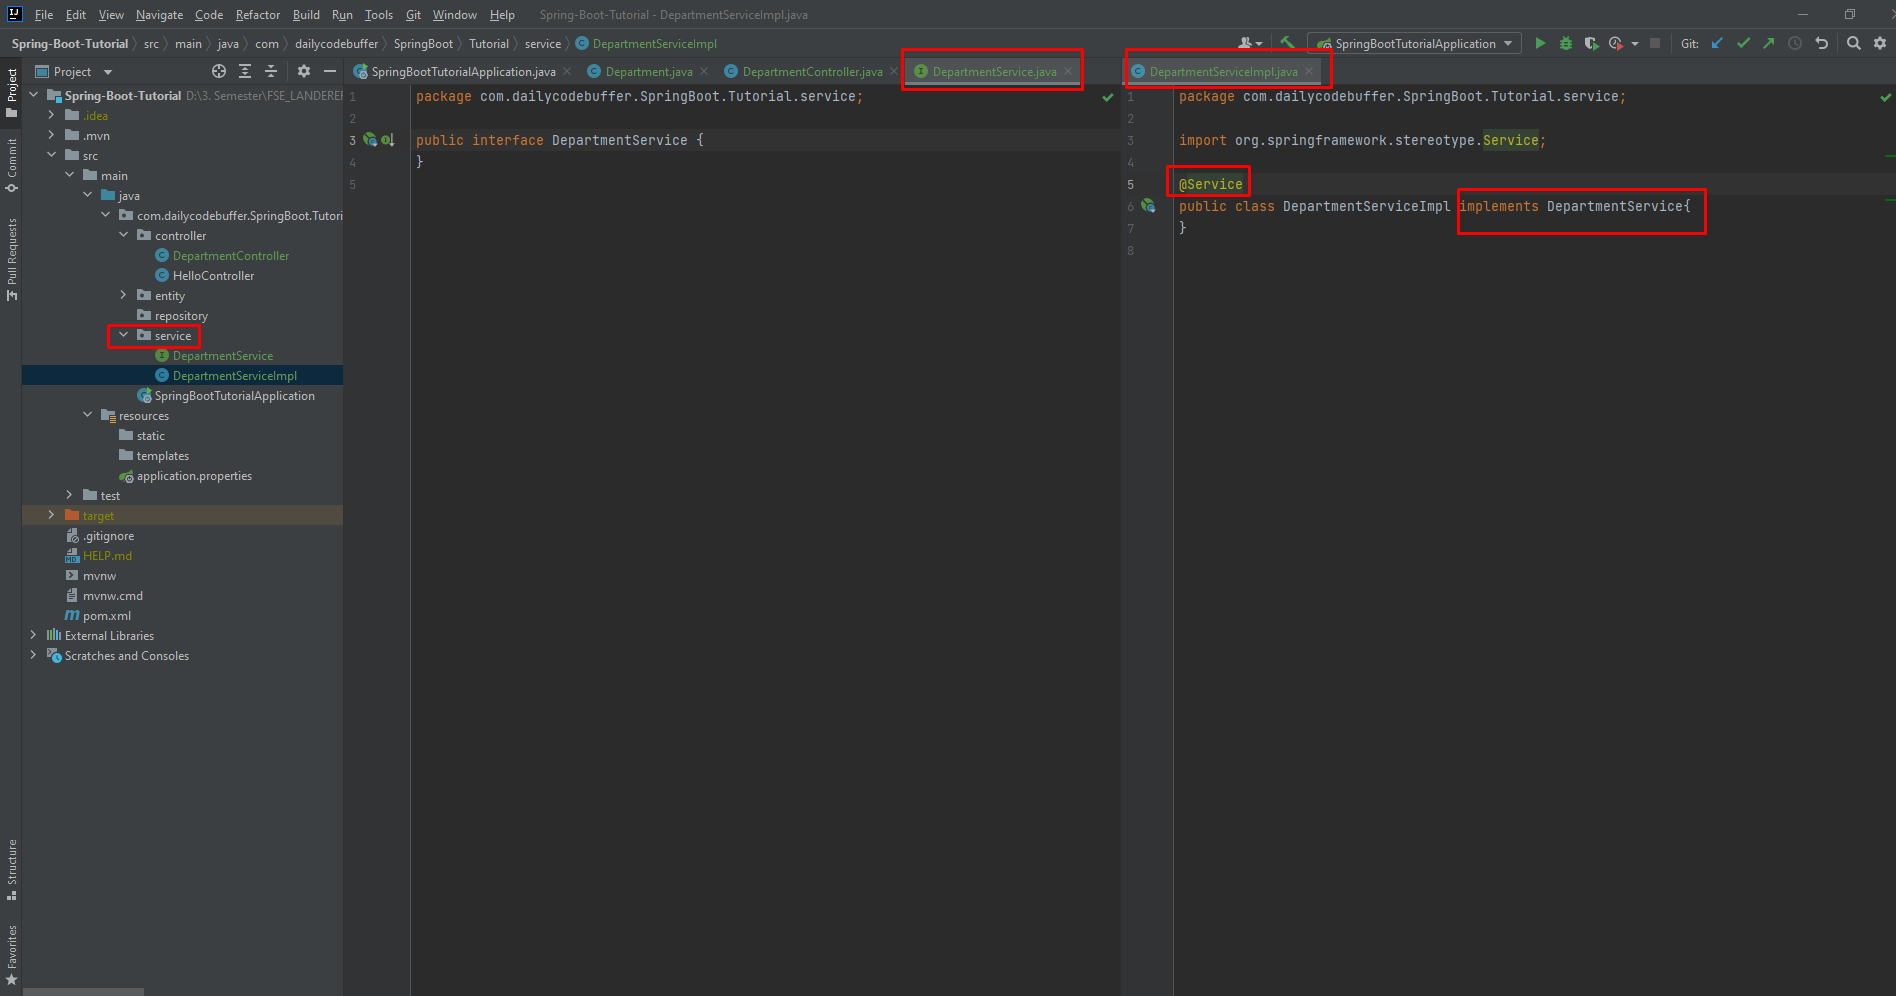 File Edit View Navigate Code Refactor Build Run Tools Git Window Help Spring-Boot-Tutorial - DepartmentServiceImpl.java
Spring-Boot-Tutorial src main java com dailycodebuffer SpringBoot Tutorial service DepartmentServiceImpl SpringBootTutorialApplication Git:
Project
SpringBootTutorialApplication.java Department.java DepartmentController.java DepartmentService.java DepartmentServiceImpl.java
Project
Commit
Pull Requests
Structure
Favorites
Spring-Boot-Tutorial D:\3. Semester\FSE_LANDERER
.idea
.mvn
src
main
java
com.dailycodebuffer.SpringBoot.Tutori
controller
DepartmentController
HelloController
entity
repository
service
DepartmentService
DepartmentServiceImpl
SpringBootTutorialApplication
resources
static
templates
application.properties
test
target
.gitignore
HELP.md
mvnw
mvnw.cmd
pom.xml
External Libraries
Scratches and Consoles
1 package com.dailycodebuffer.SpringBoot.Tutorial.service;
2
3 public interface DepartmentService {
4 }
5
1 package com.dailycodebuffer.SpringBoot.Tutorial.service;
2
3 import org.springframework.stereotype.Service;
4
5 @Service
6 public class DepartmentServiceImpl implements DepartmentService{
7 }
8